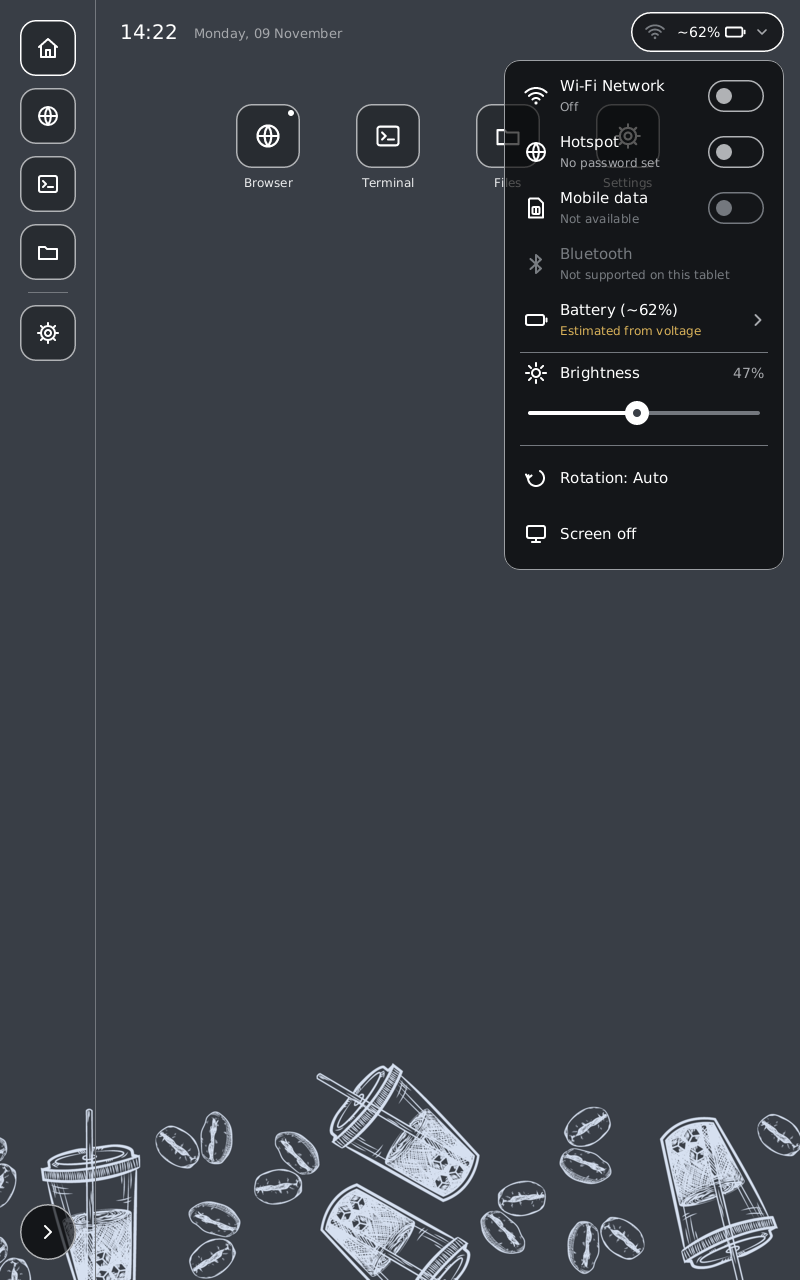 14:22 Monday, 09 November
~62%
Browser
Terminal
Files
Settings
Wi-Fi Network
Off
Hotspot
No password set
Mobile data
Not available
Bluetooth
Not supported on this tablet
Battery (~62%)
Estimated from voltage
Brightness 47%
Rotation: Auto
Screen off